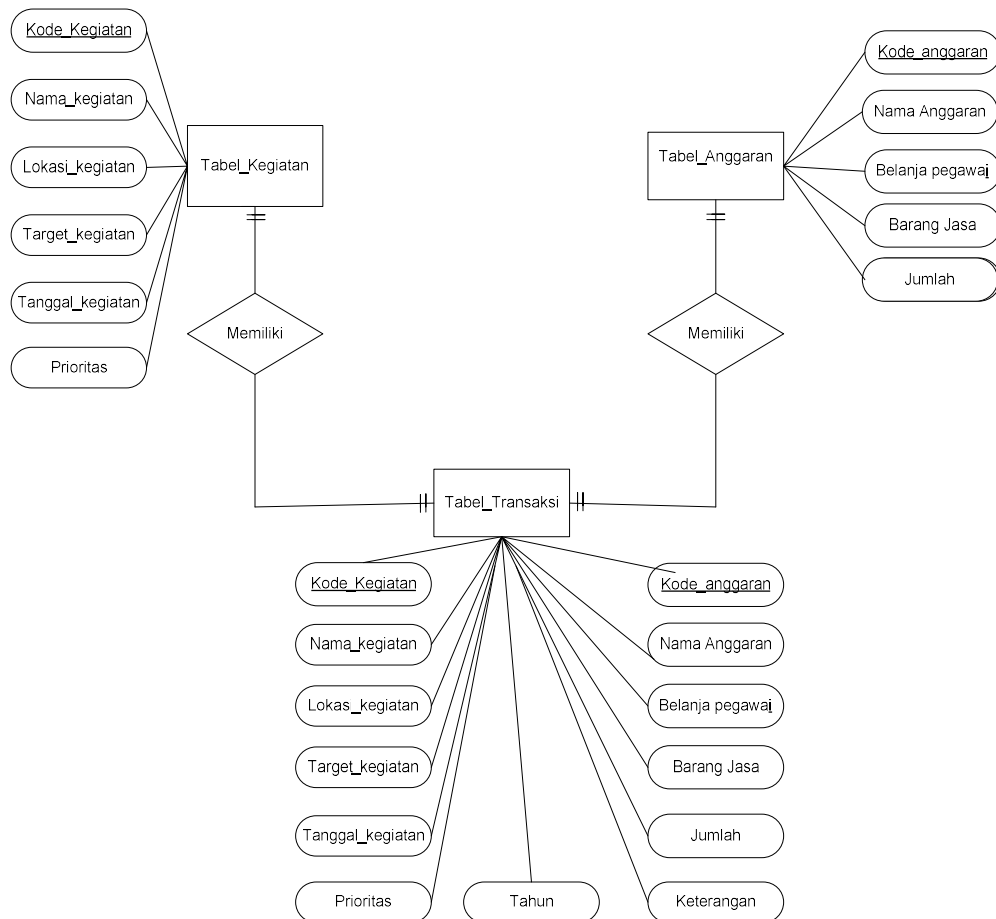 Kode_Kegiatan
Nama_kegiatan
Lokasi_kegiatan
Target_kegiatan
Tanggal_kegiatan
Prioritas
Tabel_Kegiatan
Memiliki
Kode_anggaran
Nama Anggaran
Belanja pegawai
Barang Jasa
Jumlah
Tabel_Anggaran
Memiliki
Tabel_Transaksi
Kode_Kegiatan
Nama_kegiatan
Lokasi_kegiatan
Target_kegiatan
Tanggal_kegiatan
Prioritas
Tahun
Kode_anggaran
Nama Anggaran
Belanja pegawai
Barang Jasa
Jumlah
Keterangan